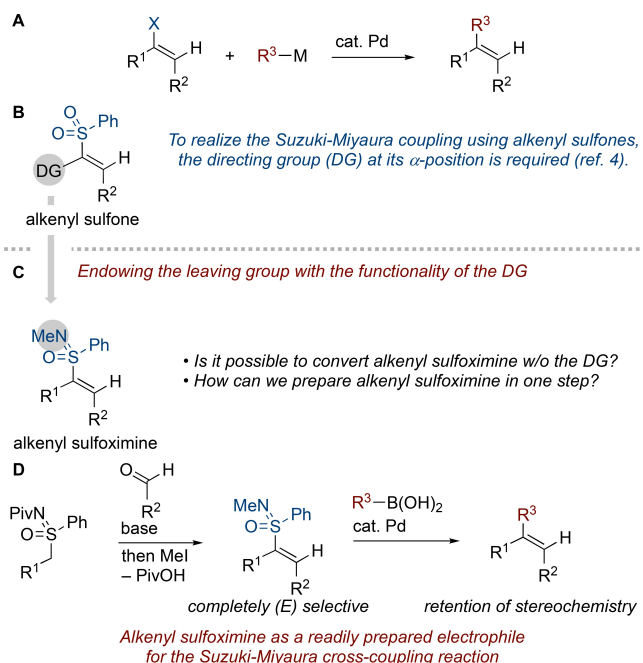 A
X
R1
H
R2
+
R3–M
cat. Pd
R3
R1
H
R2
B
O
O=S
Ph
DG
H
R2
alkenyl sulfone
To realize the Suzuki-Miyaura coupling using alkenyl sulfones,
the directing group (DG) at its α-position is required (ref. 4).
C
Endowing the leaving group with the functionality of the DG
MeN
O=S
Ph
R1
H
R2
alkenyl sulfoximine
• Is it possible to convert alkenyl sulfoximine w/o the DG?
• How can we prepare alkenyl sulfoximine in one step?
D
PivN
O=S
Ph
R1
O
H
R2
base
then MeI
– PivOH
MeN
O=S
Ph
R1
H
R2
completely (E) selective
R3–B(OH)2
cat. Pd
R3
R1
H
R2
retention of stereochemistry
Alkenyl sulfoximine as a readily prepared electrophile
for the Suzuki-Miyaura cross-coupling reaction